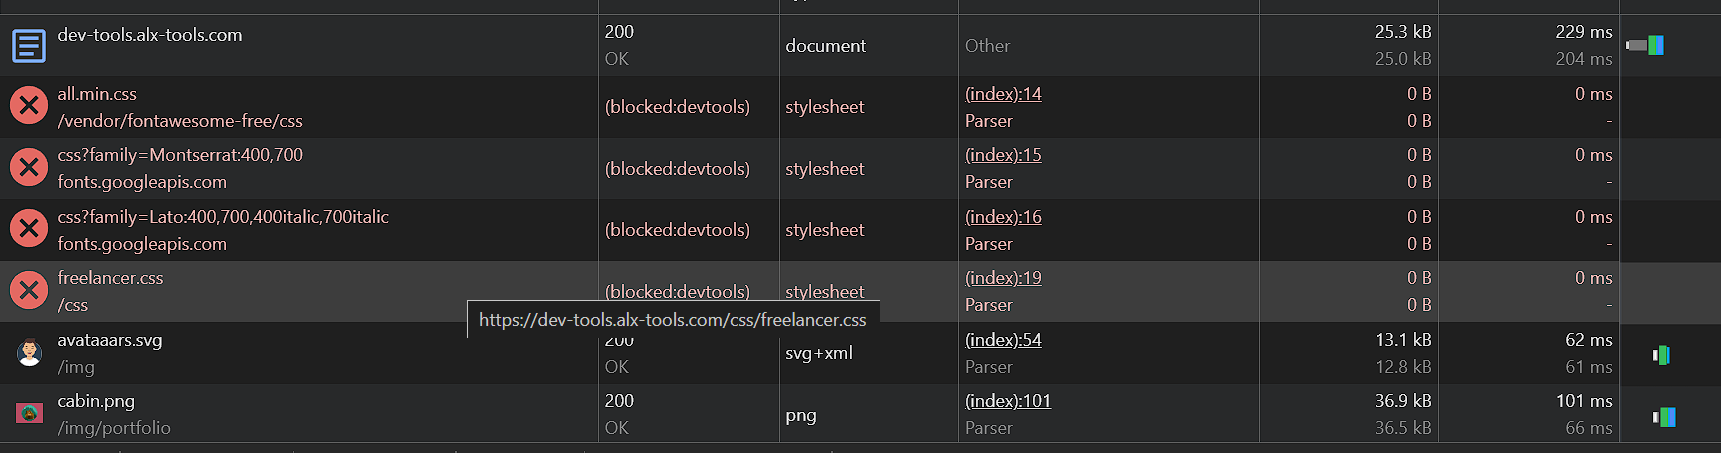 dev-tools.alx-tools.com
200
OK
document
Other
25.3 kB
25.0 kB
229 ms
204 ms
all.min.css
/vendor/fontawesome-free/css
(blocked:devtools)
stylesheet
(index):14
Parser
0 B
0 B
0 ms
-
css?family=Montserrat:400,700
fonts.googleapis.com
(blocked:devtools)
stylesheet
(index):15
Parser
0 B
0 B
0 ms
-
css?family=Lato:400,700,400italic,700italic
fonts.googleapis.com
(blocked:devtools)
stylesheet
(index):16
Parser
0 B
0 B
0 ms
-
freelancer.css
/css
(blocked:devtools)
stylesheet
(index):19
Parser
0 B
0 B
0 ms
-
https://dev-tools.alx-tools.com/css/freelancer.css
avataaars.svg
/img
200
OK
svg+xml
(index):54
Parser
13.1 kB
12.8 kB
62 ms
61 ms
cabin.png
/img/portfolio
200
OK
png
(index):101
Parser
36.9 kB
36.5 kB
101 ms
66 ms